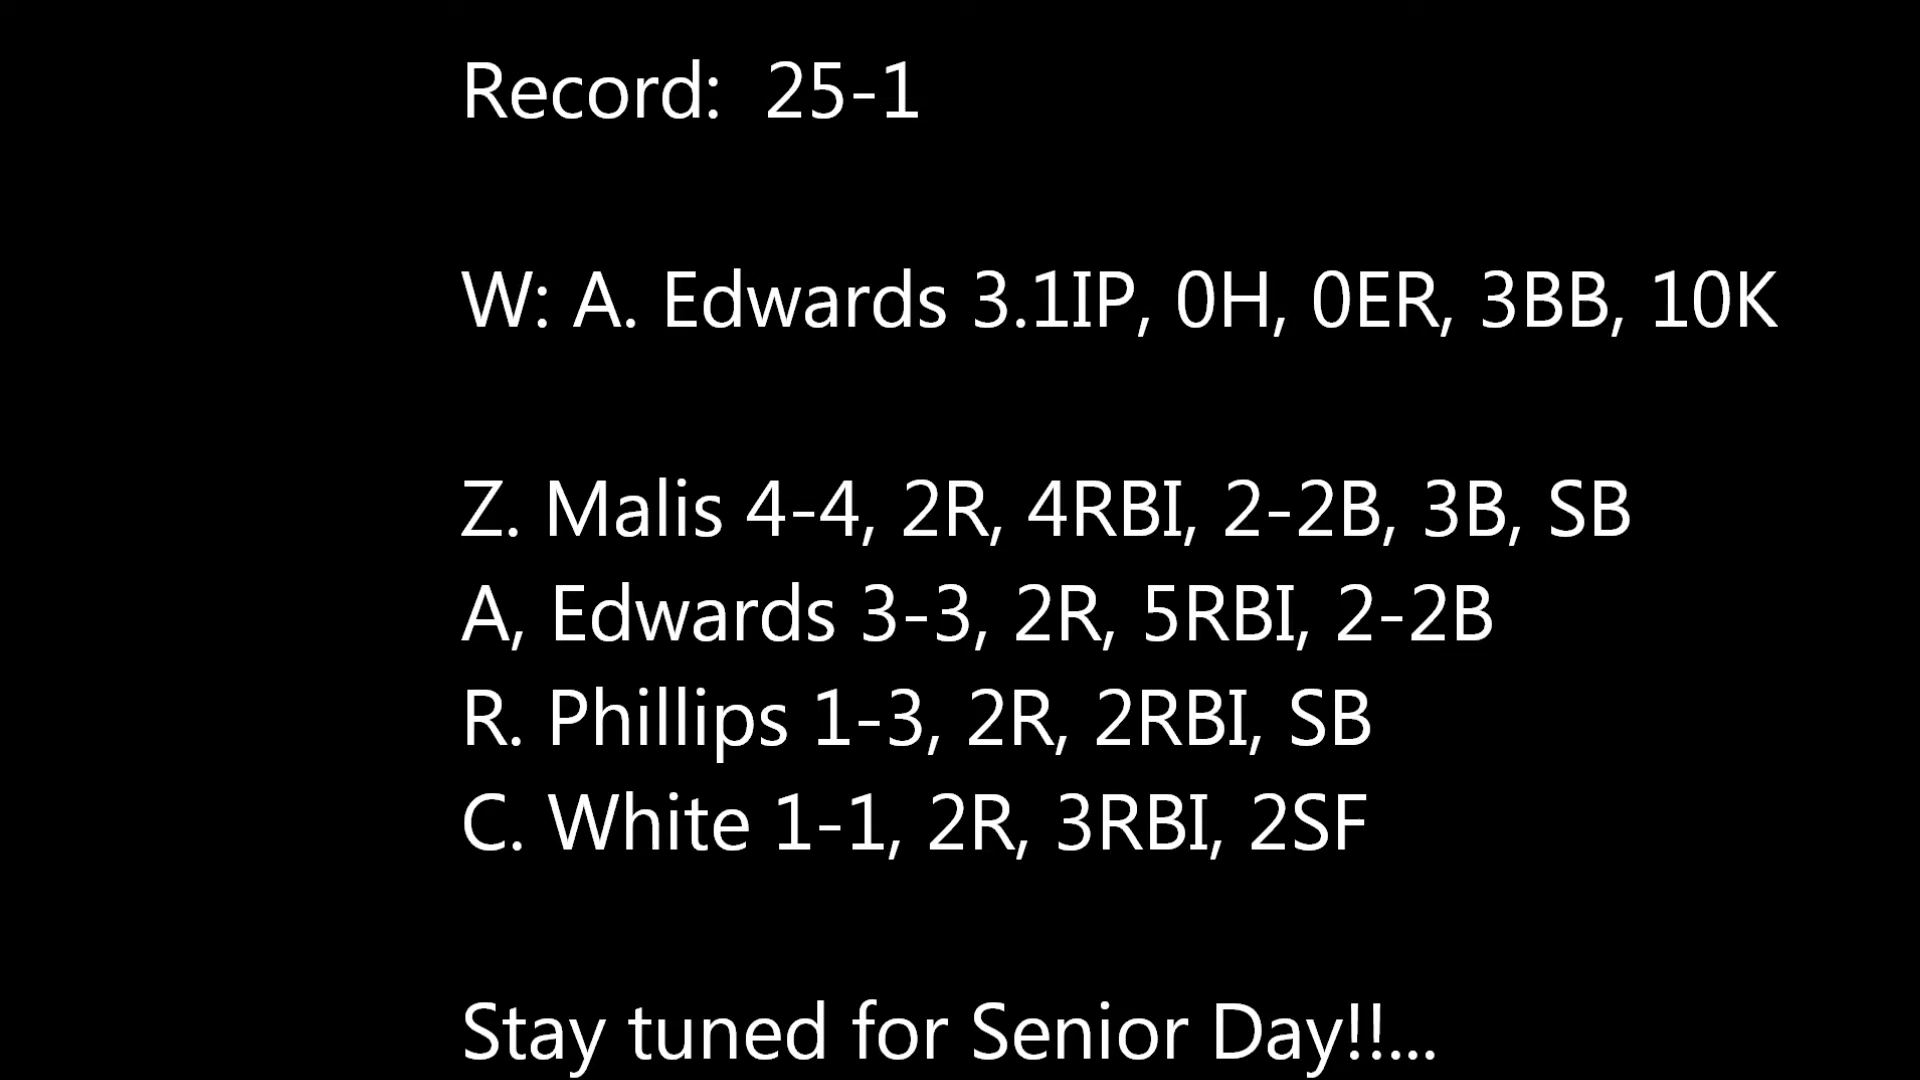 Record:  25-1
W: A. Edwards 3.1IP, 0H, 0ER, 3BB, 10K
Z. Malis 4-4, 2R, 4RBI, 2-2B, 3B, SB
A, Edwards 3-3, 2R, 5RBI, 2-2B
R. Phillips 1-3, 2R, 2RBI, SB
C. White 1-1, 2R, 3RBI, 2SF
Stay tuned for Senior Day!!...